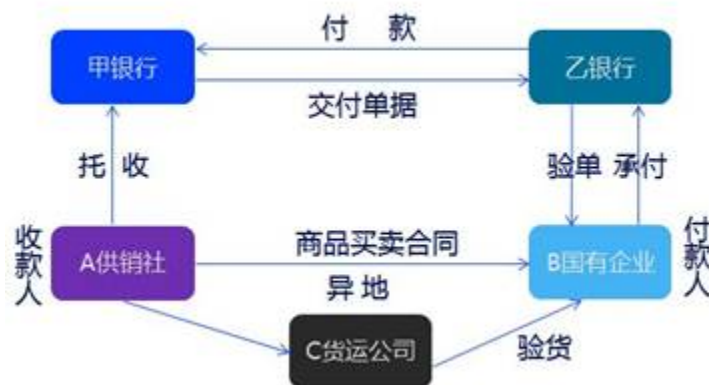 付 款
甲银行
乙银行
交付单据
托 收
验单 承付
收款人
A供销社
商品买卖合同
异 地
B国有企业
付款人
C货运公司
验货